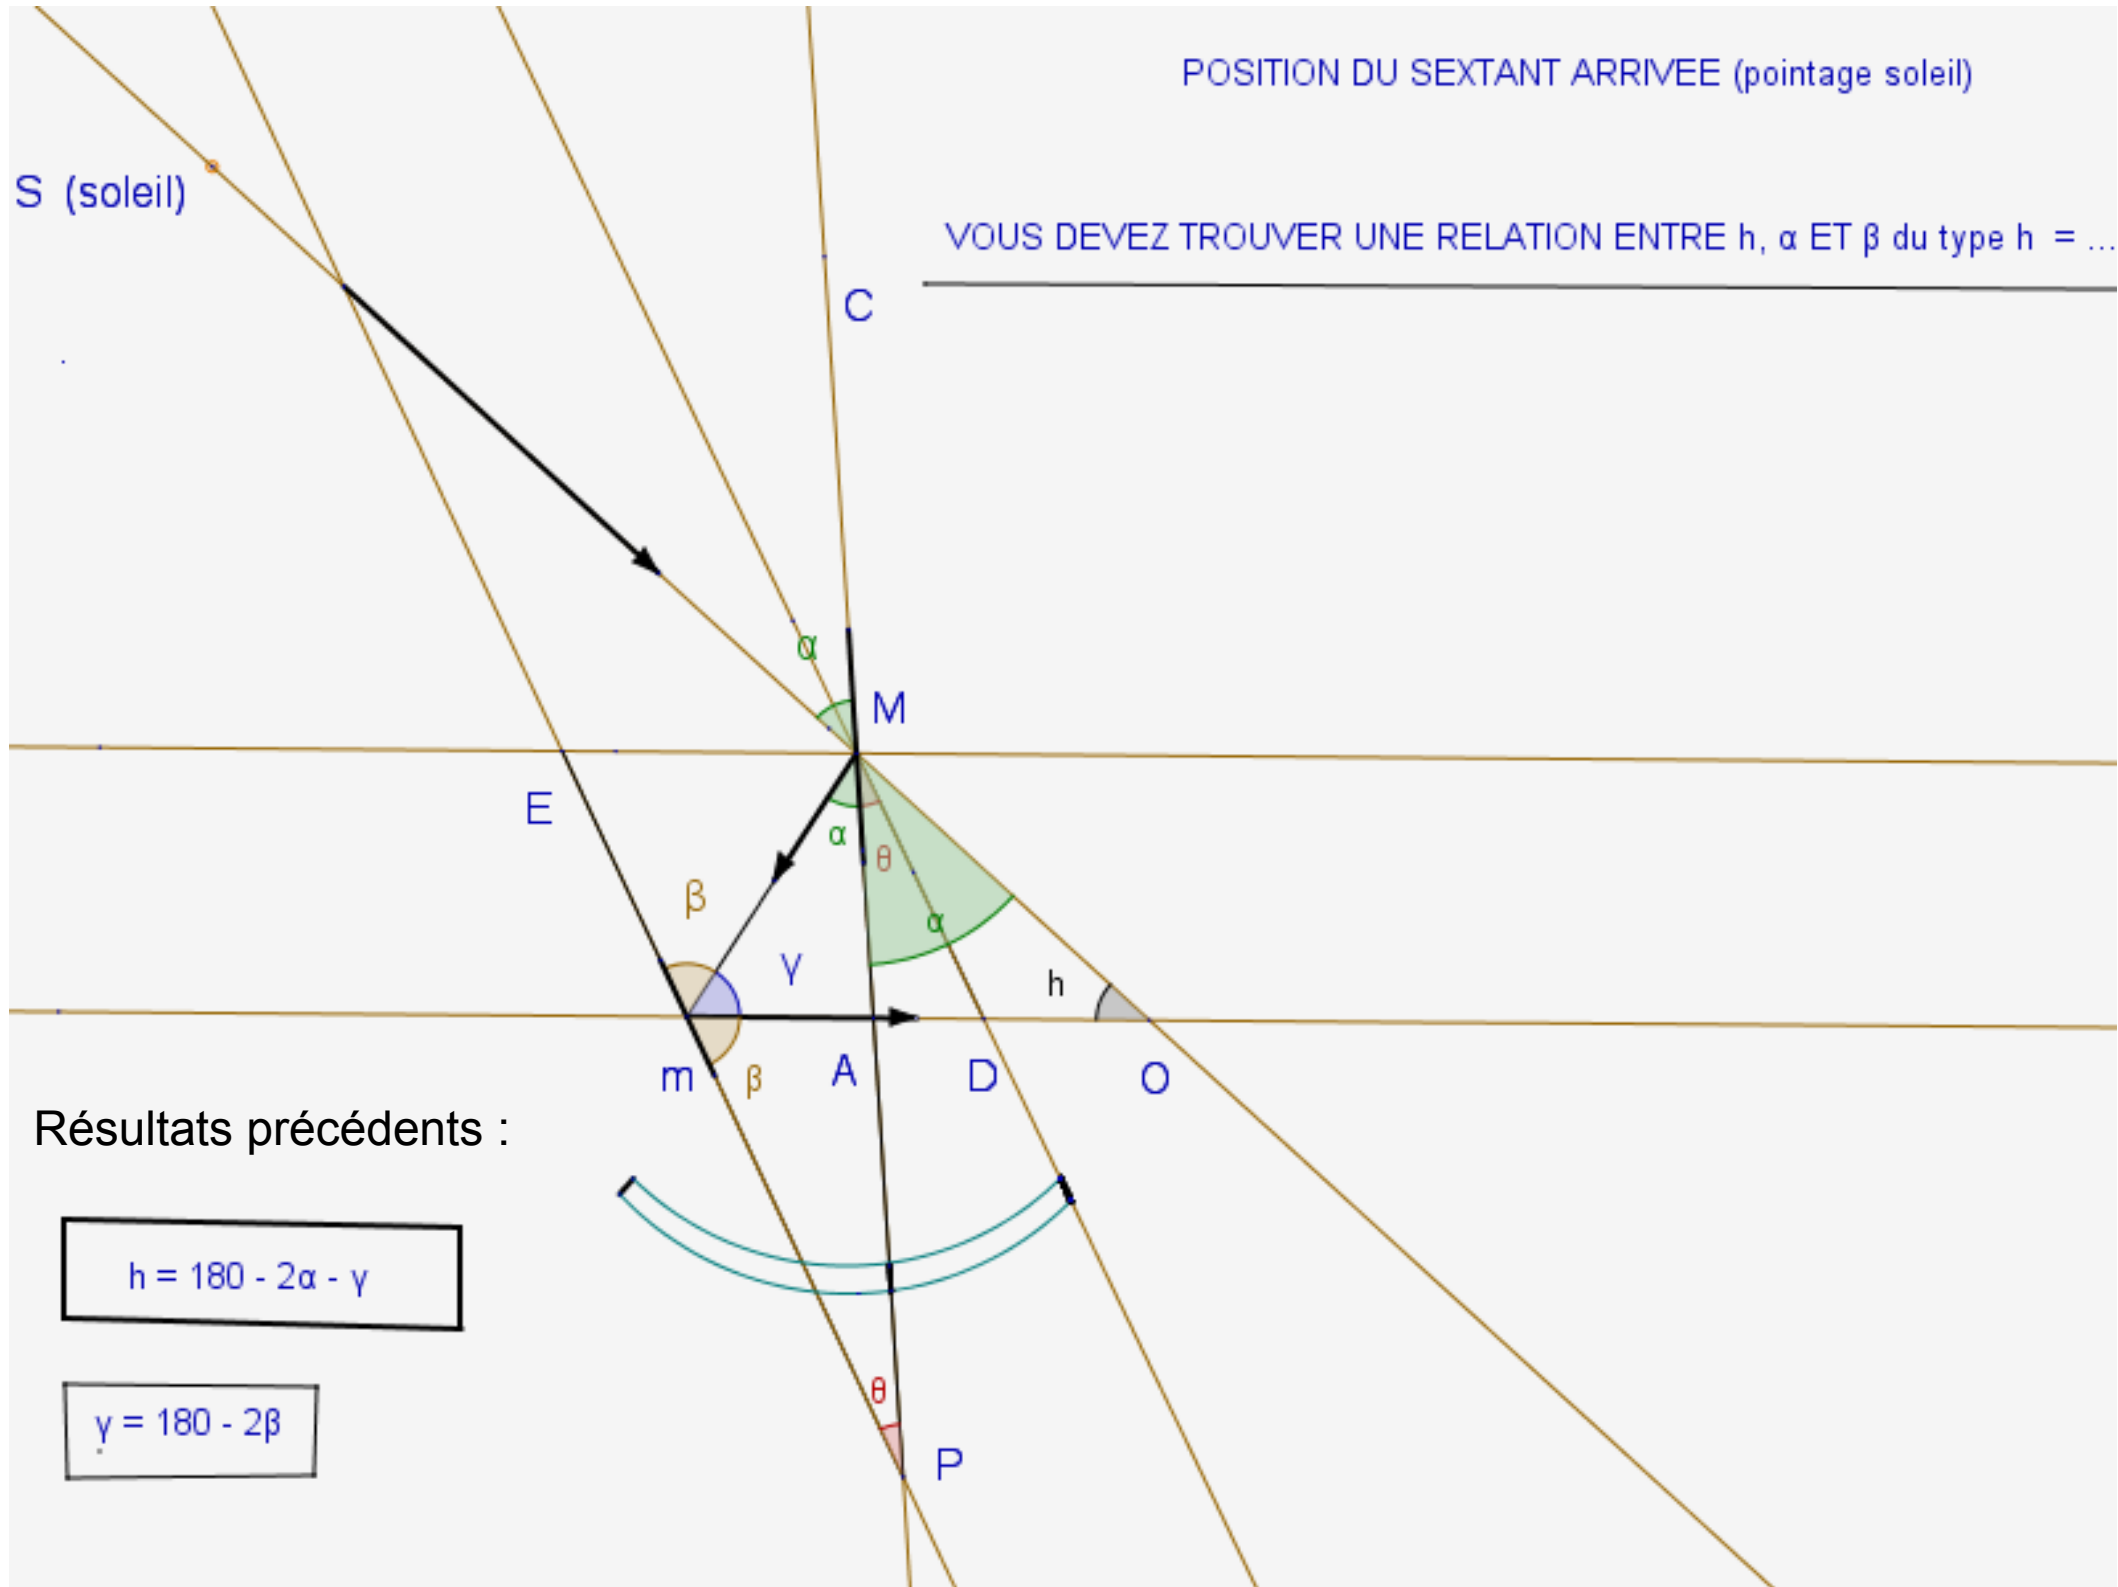 POSITION DU SEXTANT ARRIVEE (pointage soleil)
S (soleil)
VOUS DEVEZ TROUVER UNE RELATION ENTRE h, α ET β du type h = ...
C
α
M
E
α
θ
β
α
γ
h
m
β
A
D
O
Résultats précédents :
h = 180 - 2α - γ
θ
γ = 180 - 2β
P